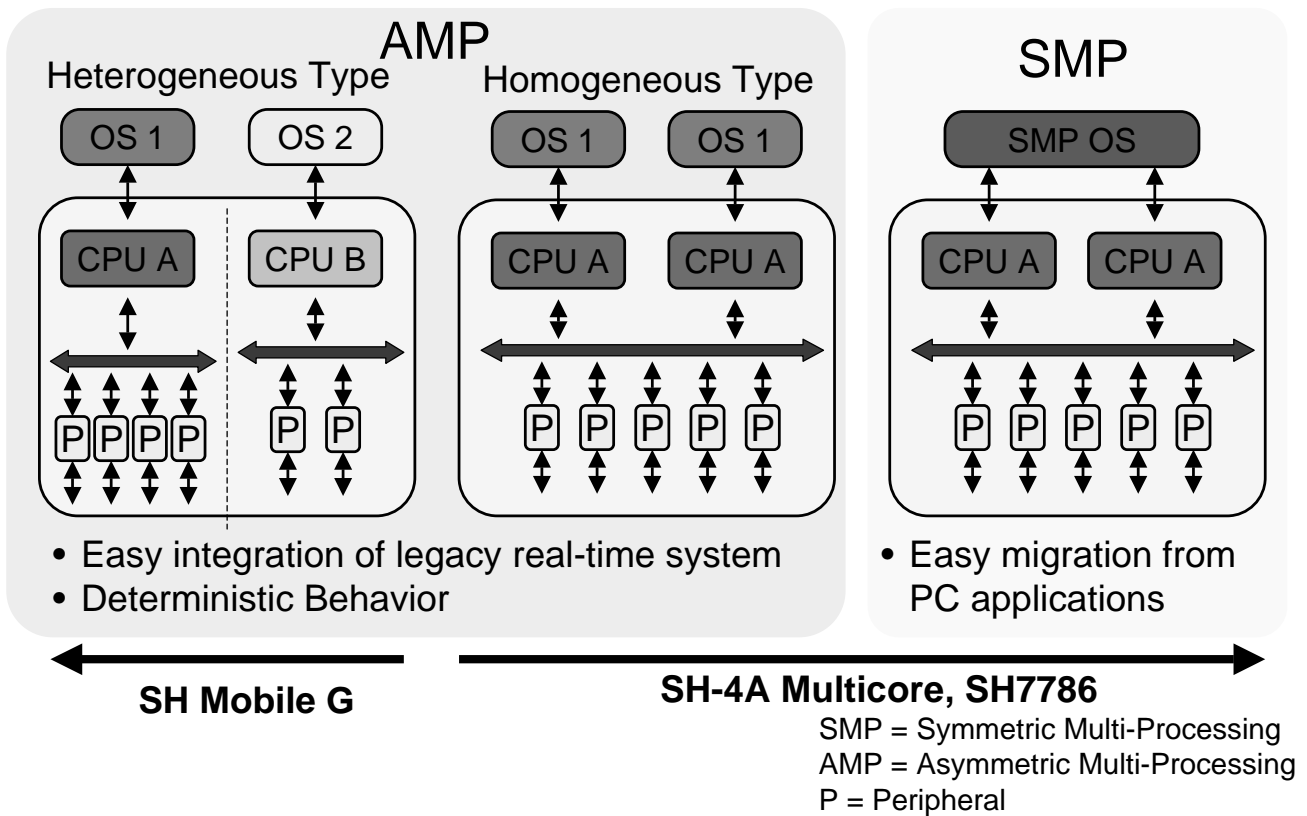 AMP
Heterogeneous Type
OS 1
OS 2
CPU A
CPU B
P
P
P
P
P
P
Homogeneous Type
OS 1
OS 1
CPU A
CPU A
P
P
P
P
P
• Easy integration of legacy real-time system
• Deterministic Behavior
SMP
SMP OS
CPU A
CPU A
P
P
P
P
P
• Easy migration from
PC applications
SH Mobile G
SH-4A Multicore, SH7786
SMP = Symmetric Multi-Processing
AMP = Asymmetric Multi-Processing
P = Peripheral